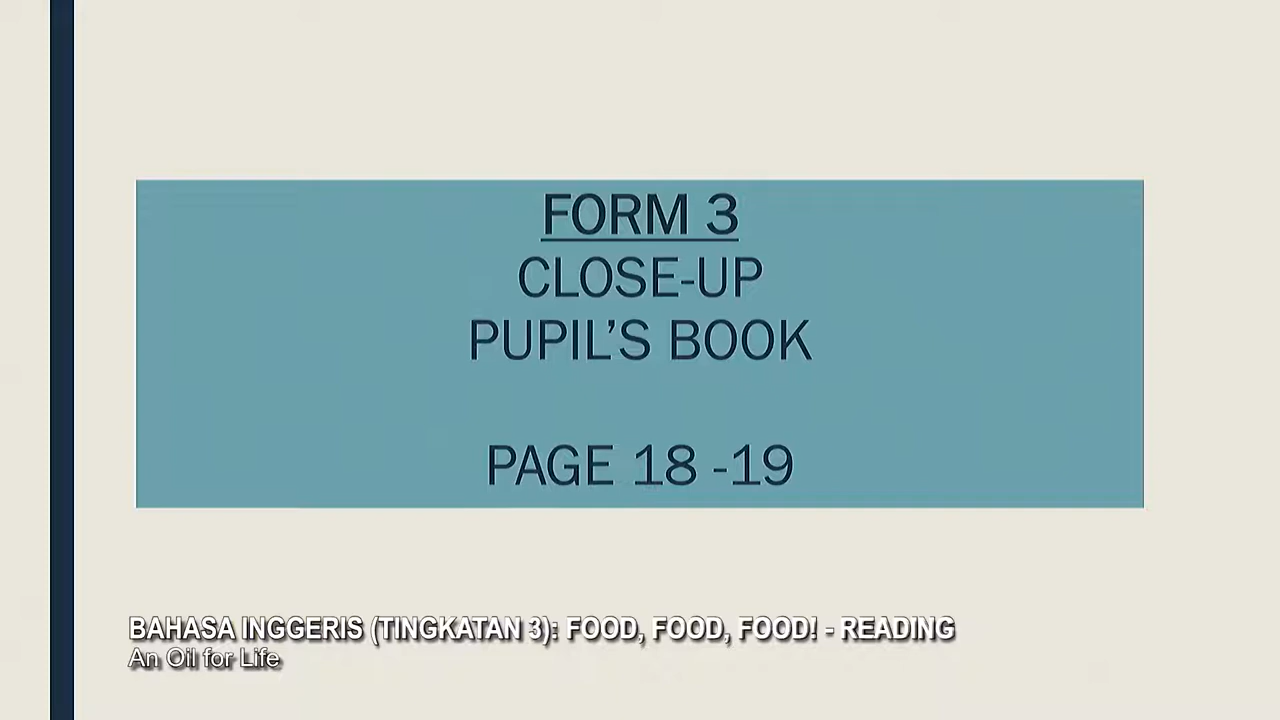 FORM 3
CLOSE-UP
PUPIL’S BOOK
PAGE 18 -19
BAHASA INGGERIS (TINGKATAN 3): FOOD, FOOD, FOOD! - READING
An Oil for Life